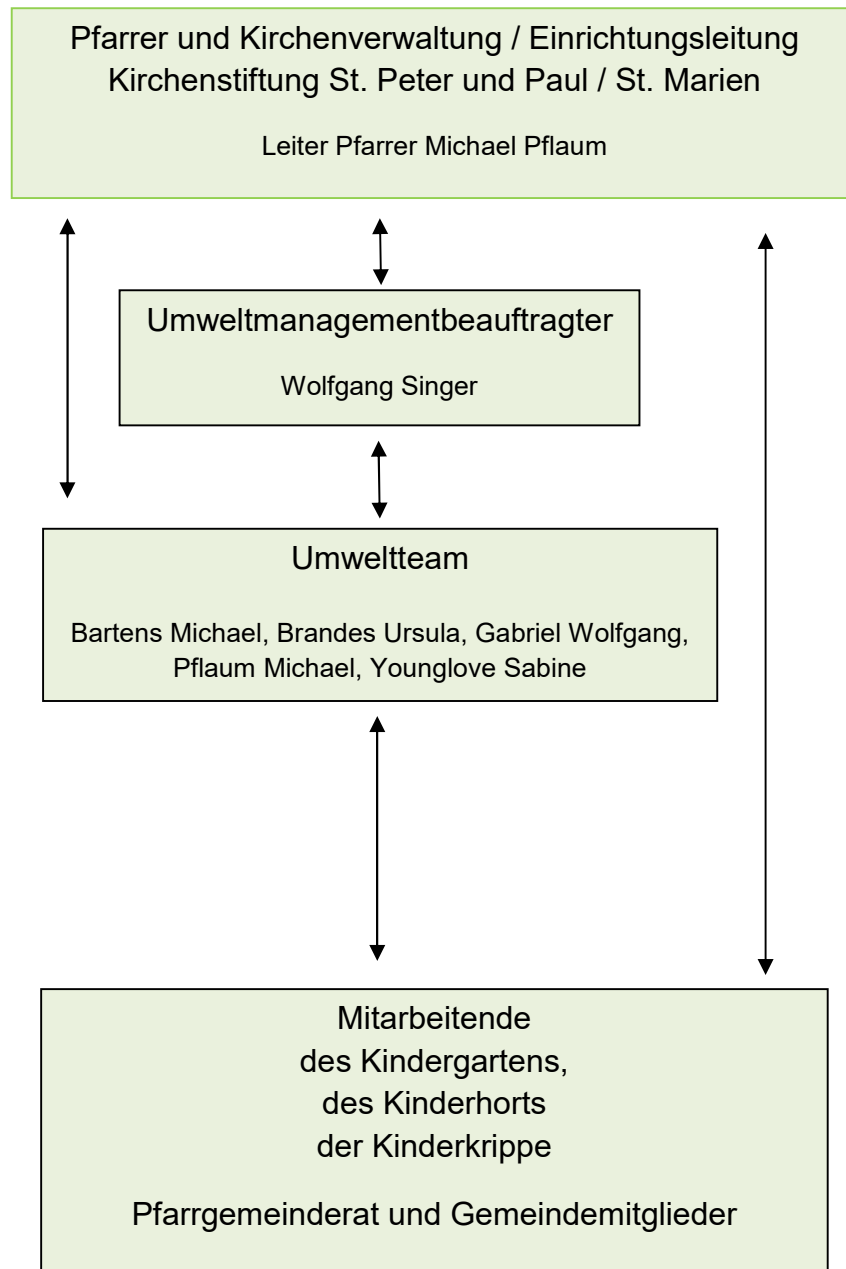 Pfarrer und Kirchenverwaltung / Einrichtungsleitung
Kirchenstiftung St. Peter und Paul / St. Marien
Leiter Pfarrer Michael Pflaum
Umweltmanagementbeauftragter
Wolfgang Singer
Umweltteam
Bartens Michael, Brandes Ursula, Gabriel Wolfgang,
Pflaum Michael, Younglove Sabine
Mitarbeitende
des Kindergartens,
des Kinderhorts
der Kinderkrippe
Pfarrgemeinderat und Gemeindemitglieder